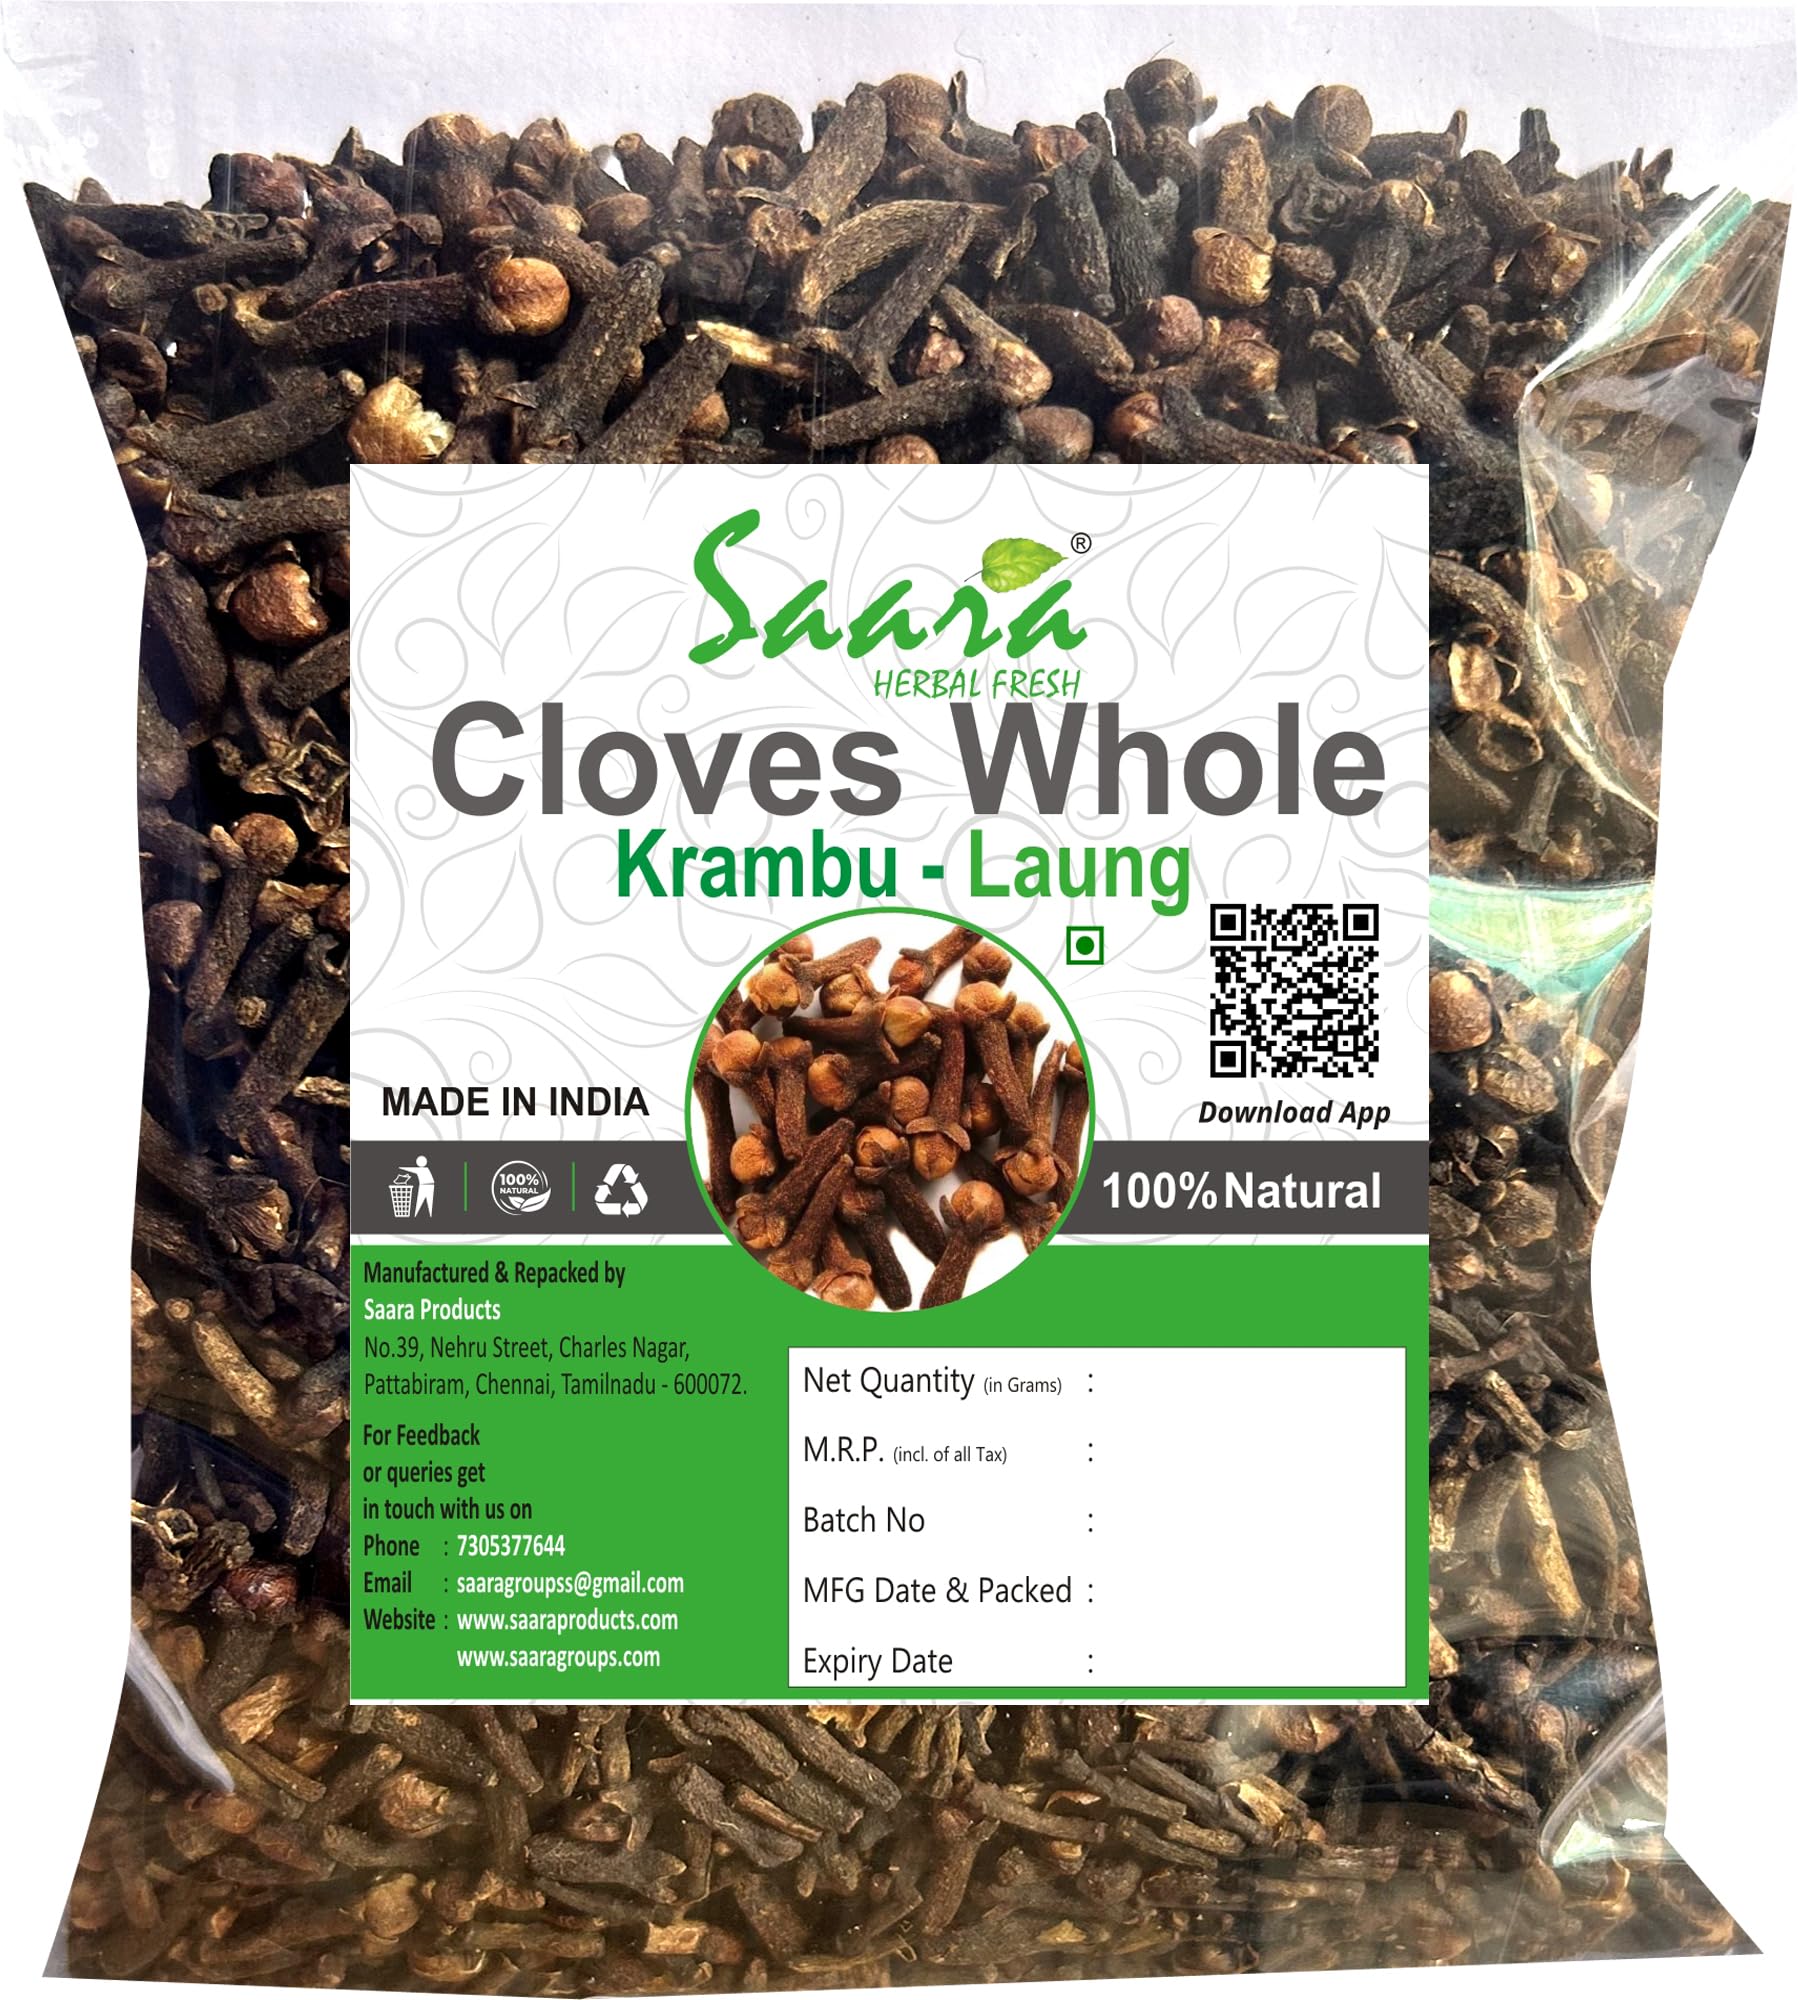 Saara®
HERBAL FRESH
Cloves Whole
Krambu - Laung
MADE IN INDIA
Download App
100%
NATURAL
100% Natural
Manufactured & Repacked by
Saara Products
No.39, Nehru Street, Charles Nagar,
Pattabiram, Chennai, Tamilnadu - 600072.
For Feedback
or queries get
in touch with us on
Phone : 7305377644
Email : saaragroupss@gmail.com
Website : www.saaraproducts.com
www.saaragroups.com
Net Quantity (in Grams) :
M.R.P. (incl. of all Tax) :
Batch No :
MFG Date & Packed :
Expiry Date :